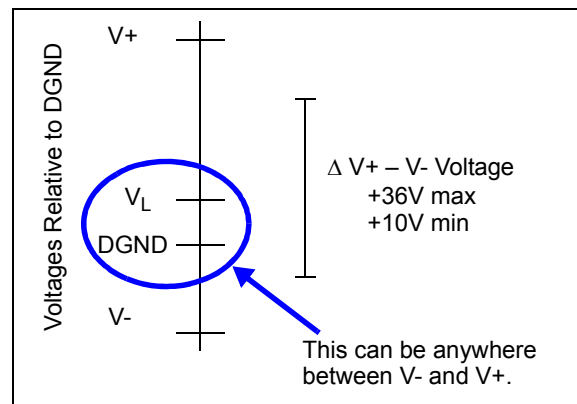 Voltages Relative to DGND
V+
VL
DGND
V-
Δ V+ – V- Voltage
+36V max
+10V min
This can be anywhere
between V- and V+.